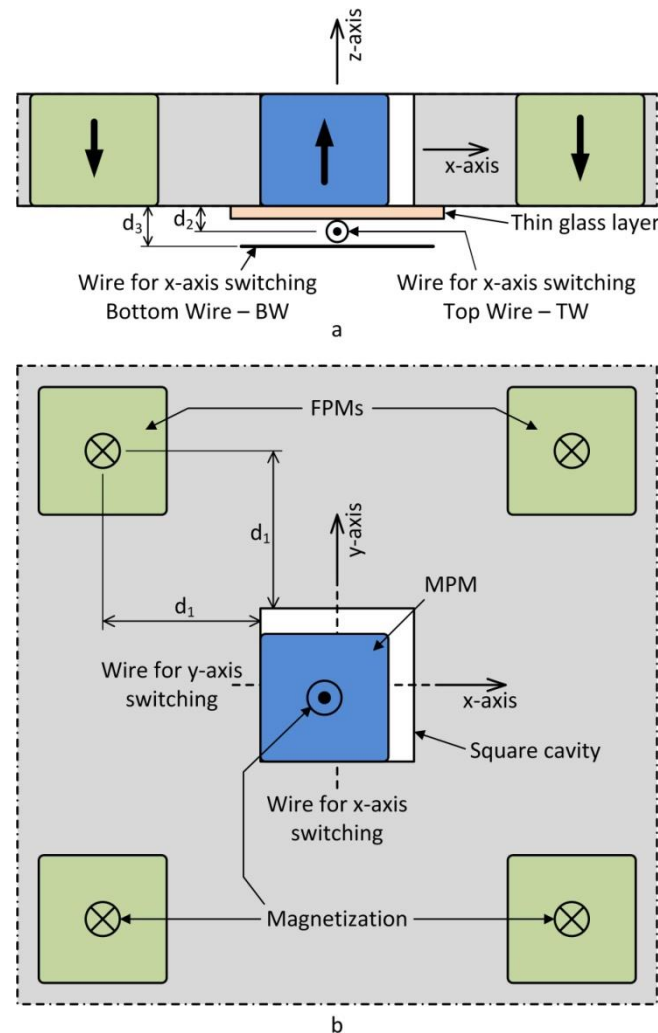 z-axis
x-axis
d₃
d₂
Thin glass layer
Wire for x-axis switching
Bottom Wire – BW
Wire for x-axis switching
Top Wire – TW
a
FPMs
d₁
y-axis
MPM
d₁
Wire for y-axis
switching
x-axis
Square cavity
Wire for x-axis
switching
Magnetization
b